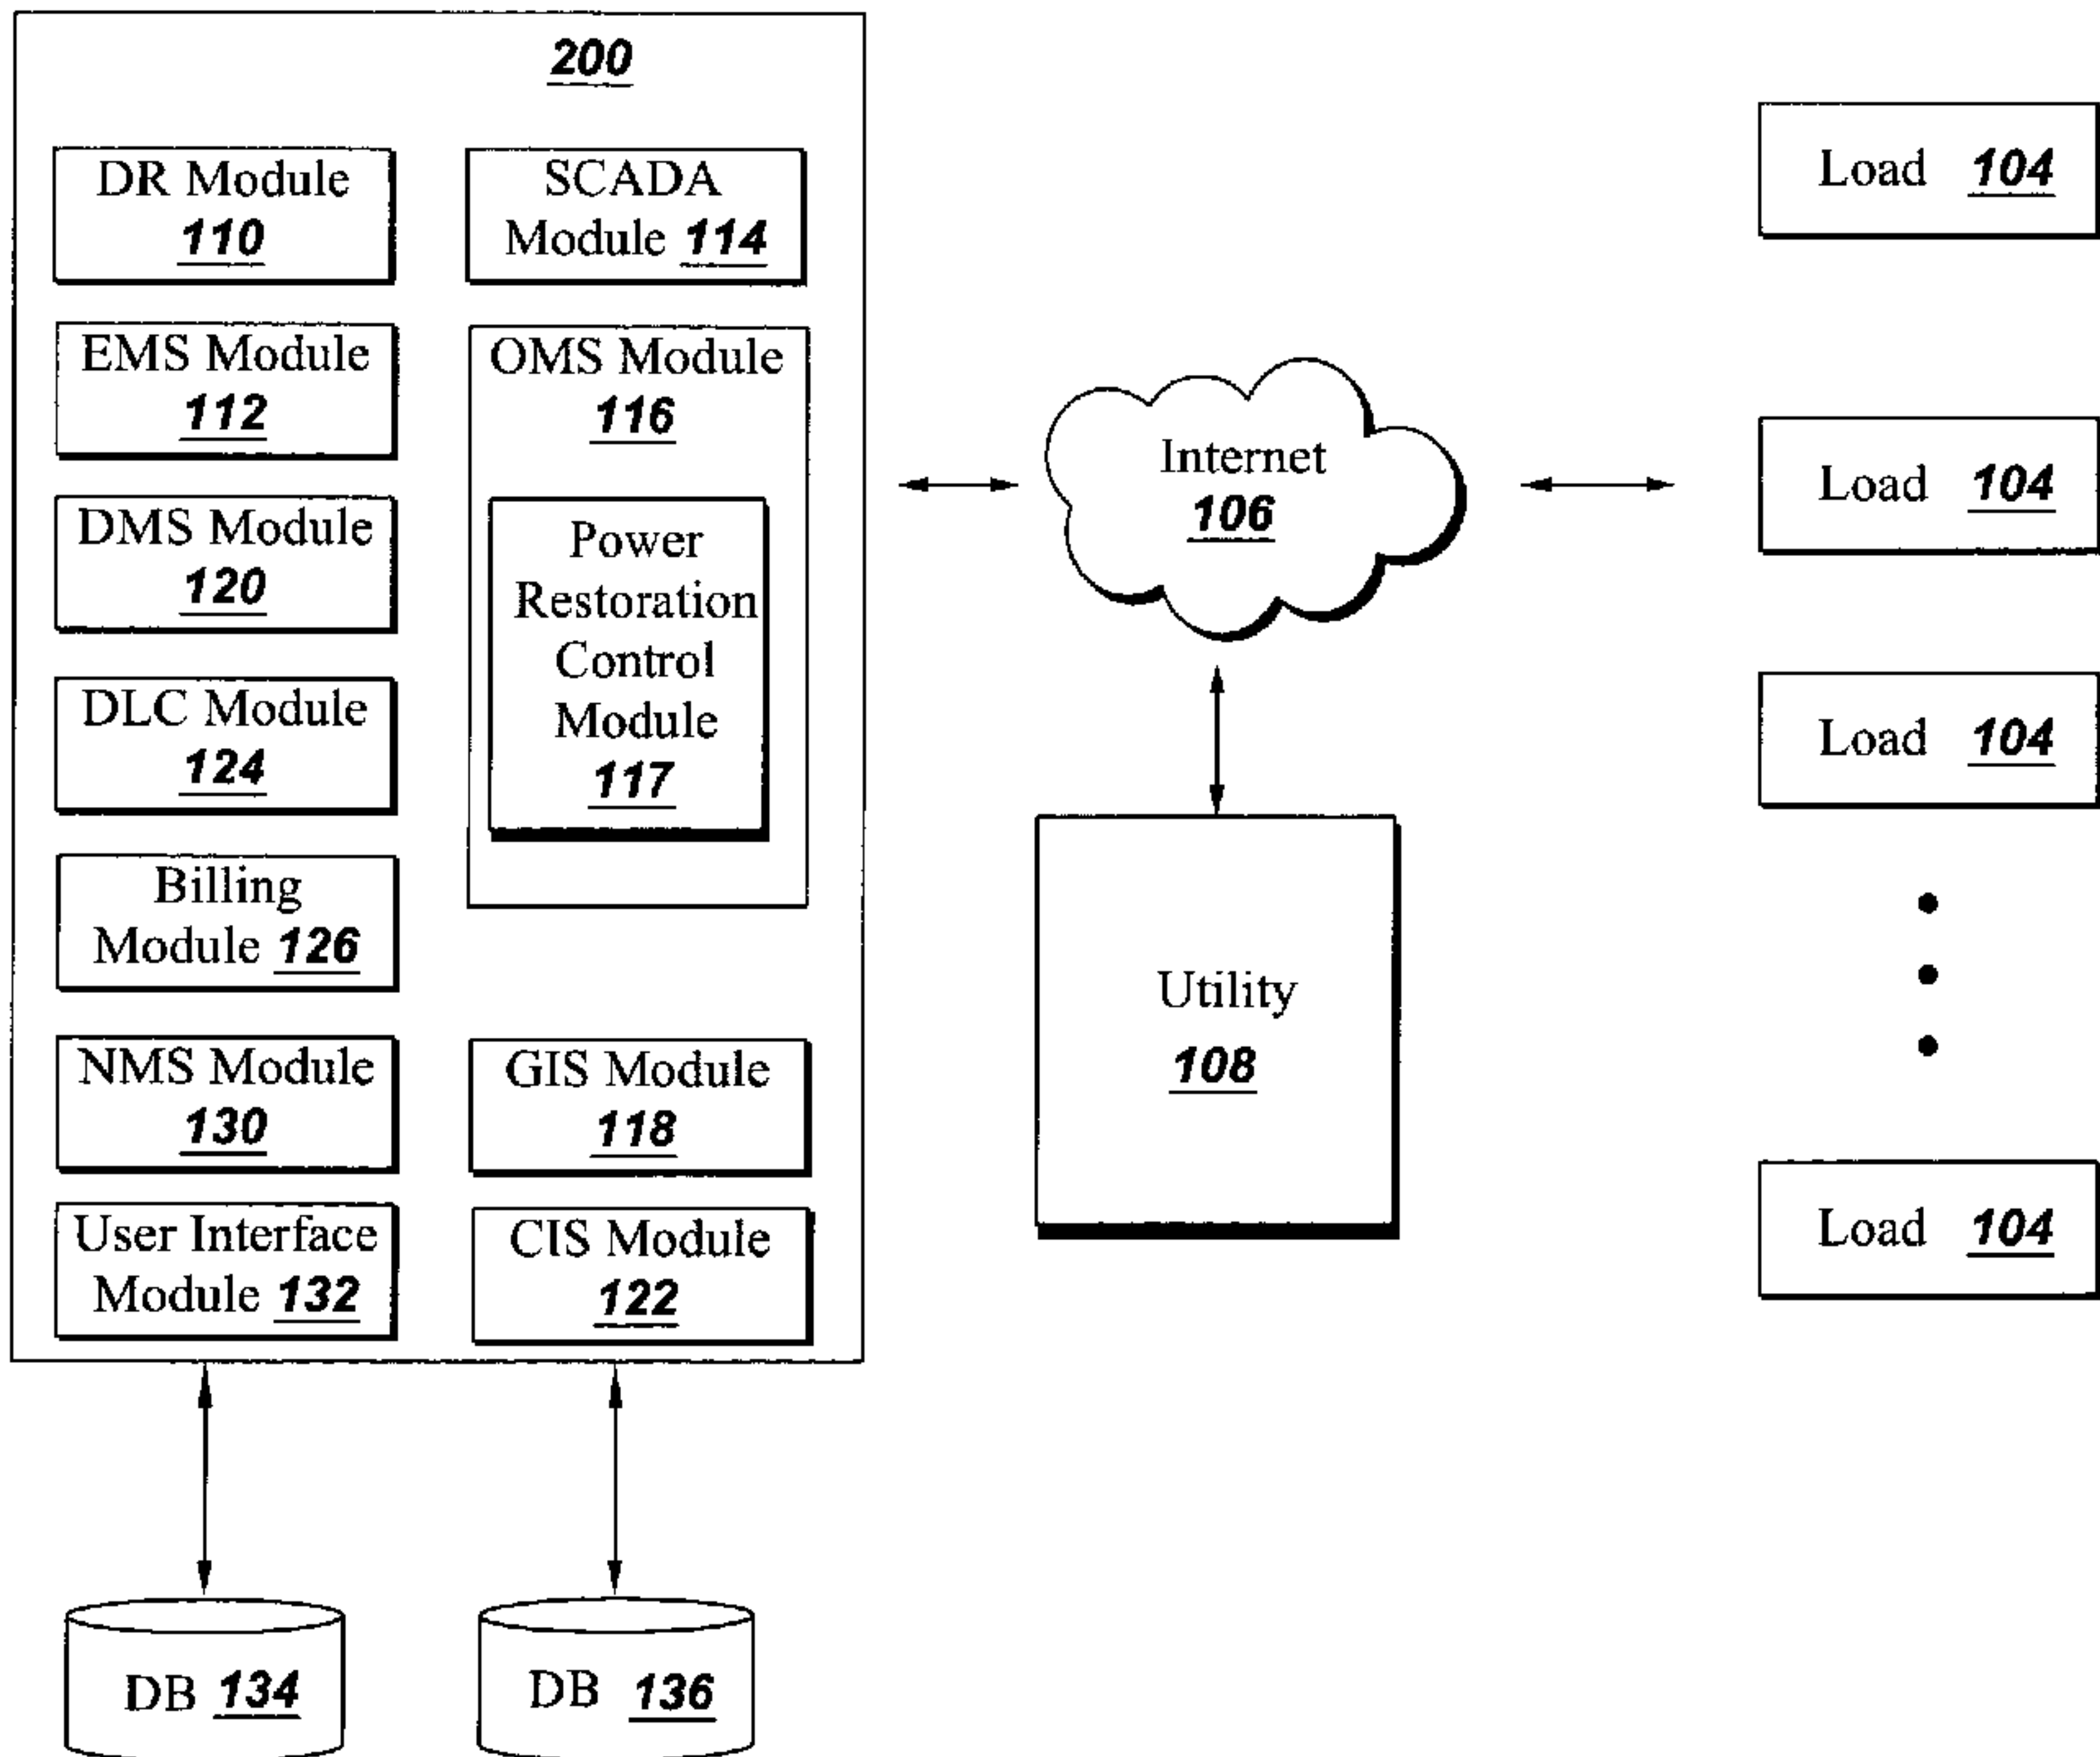 200
DR Module
110
EMS Module
112
DMS Module
120
DLC Module
124
Billing
Module 126
NMS Module
130
User Interface
Module 132
SCADA
Module 114
OMS Module
116
Power
Restoration
Control
Module
117
GIS Module
118
CIS Module
122
DB 134
DB 136
Internet
106
Utility
108
Load 104
Load 104
Load 104
Load 104